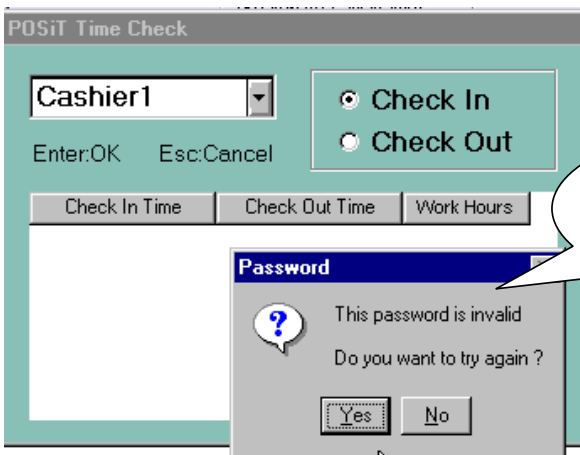 POSiT Time Check
Cashier1
Check In
Check Out
Enter:OK Esc:Cancel
Check In Time Check Out Time Work Hours
Password
This password is invalid
Do you want to try again ?
Yes No